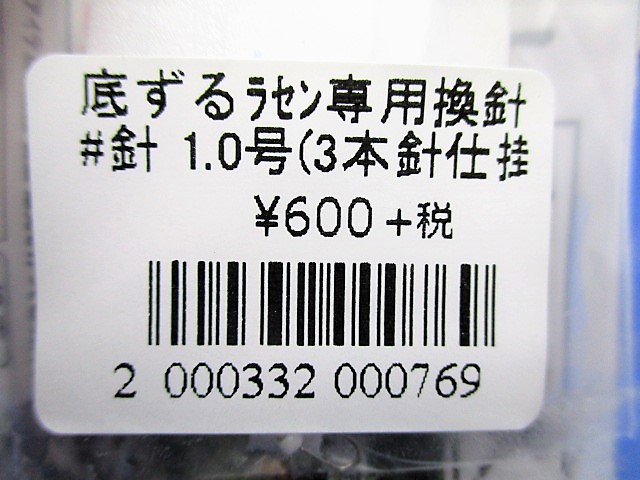 底ずるﾗｾﾝ専用換針
#針 1.0号(3本針仕掛
¥600+税
2 000332 000769